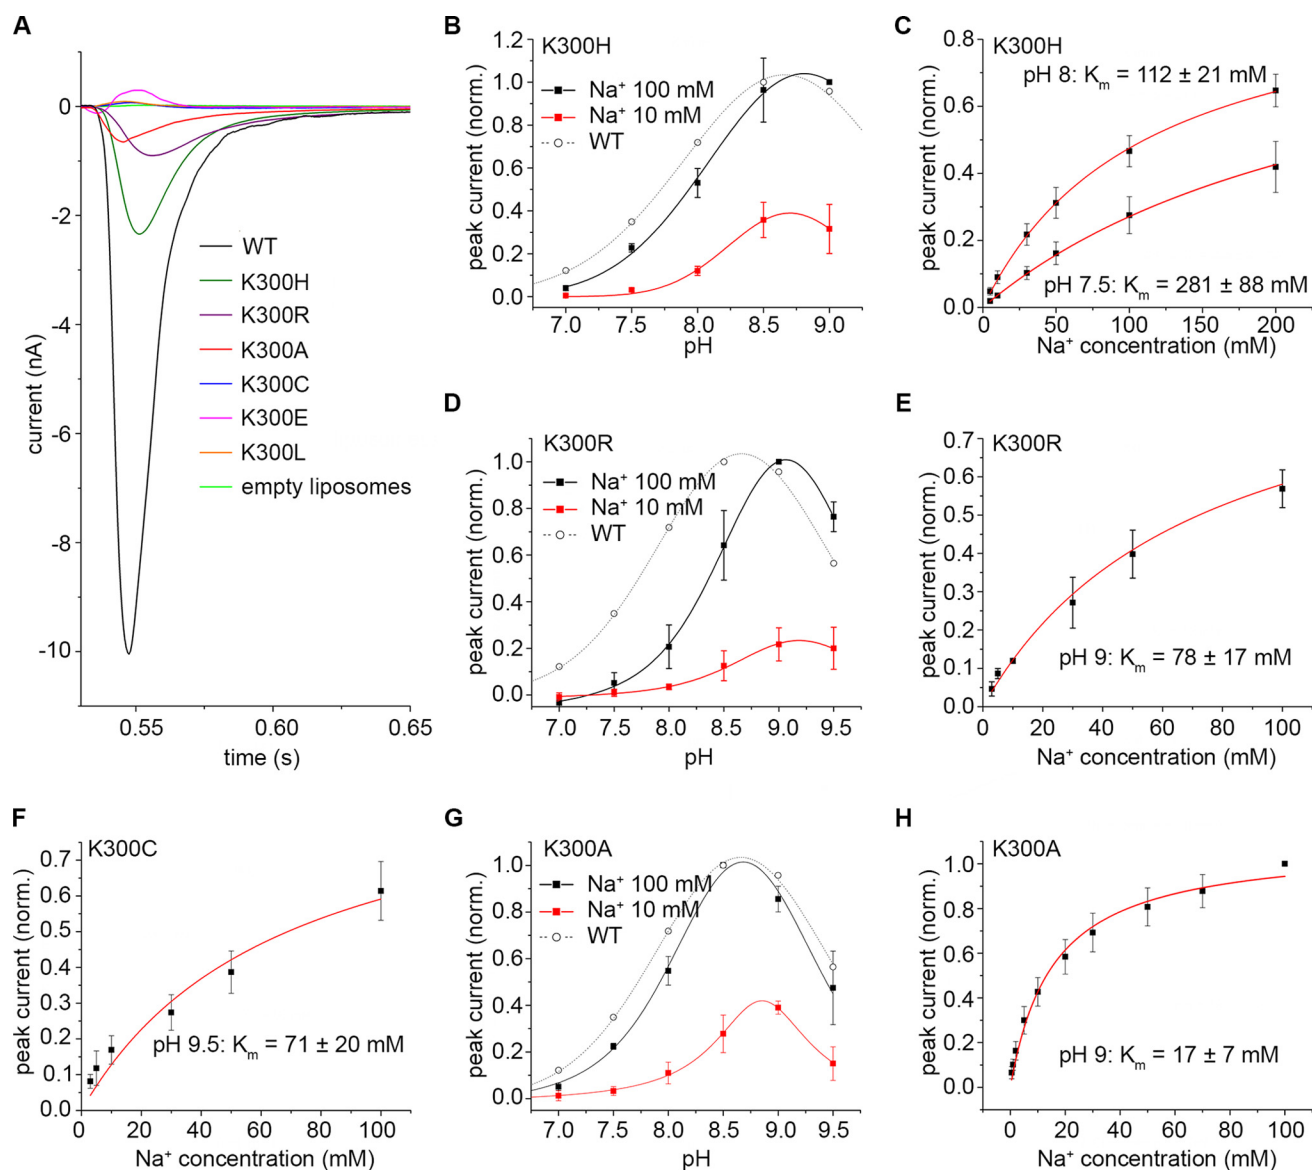 A
0
-2
-4
-6
-8
-10
current (nA)
WT
K300H
K300R
K300A
K300C
K300E
K300L
empty liposomes
0.55
0.60
0.65
time (s)
B
K300H
Na⁺ 100 mM
Na⁺ 10 mM
WT
1.2
1.0
0.8
0.6
0.4
0.2
0.0
peak current (norm.)
7.0
7.5
8.0
8.5
9.0
pH
C
K300H
pH 8: Kₘ = 112 ± 21 mM
pH 7.5: Kₘ = 281 ± 88 mM
0.8
0.6
0.4
0.2
0.0
peak current (norm.)
0
50
100
150
200
Na⁺ concentration (mM)
D
K300R
Na⁺ 100 mM
Na⁺ 10 mM
WT
1.0
0.8
0.6
0.4
0.2
0.0
peak current (norm.)
7.0
7.5
8.0
8.5
9.0
9.5
pH
E
K300R
pH 9: Kₘ = 78 ± 17 mM
0.7
0.6
0.5
0.4
0.3
0.2
0.1
0.0
peak current (norm.)
0
20
40
60
80
100
Na⁺ concentration (mM)
F
K300C
pH 9.5: Kₘ = 71 ± 20 mM
0.7
0.6
0.5
0.4
0.3
0.2
0.1
0.0
peak current (norm.)
0
20
40
60
80
100
Na⁺ concentration (mM)
G
K300A
Na⁺ 100 mM
Na⁺ 10 mM
WT
1.0
0.8
0.6
0.4
0.2
0.0
peak current (norm.)
7.0
7.5
8.0
8.5
9.0
9.5
pH
H
K300A
pH 9: Kₘ = 17 ± 7 mM
1.0
0.8
0.6
0.4
0.2
0.0
peak current (norm.)
0
20
40
60
80
100
Na⁺ concentration (mM)